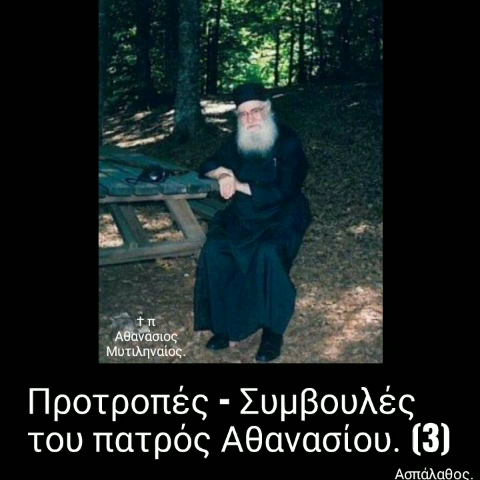 ✝ π
Αθανάσιος
Μυτιληναίος.
Προτροπές - Συμβουλές
του πατρός Αθανασίου. (3)
Ασπάλαθος.